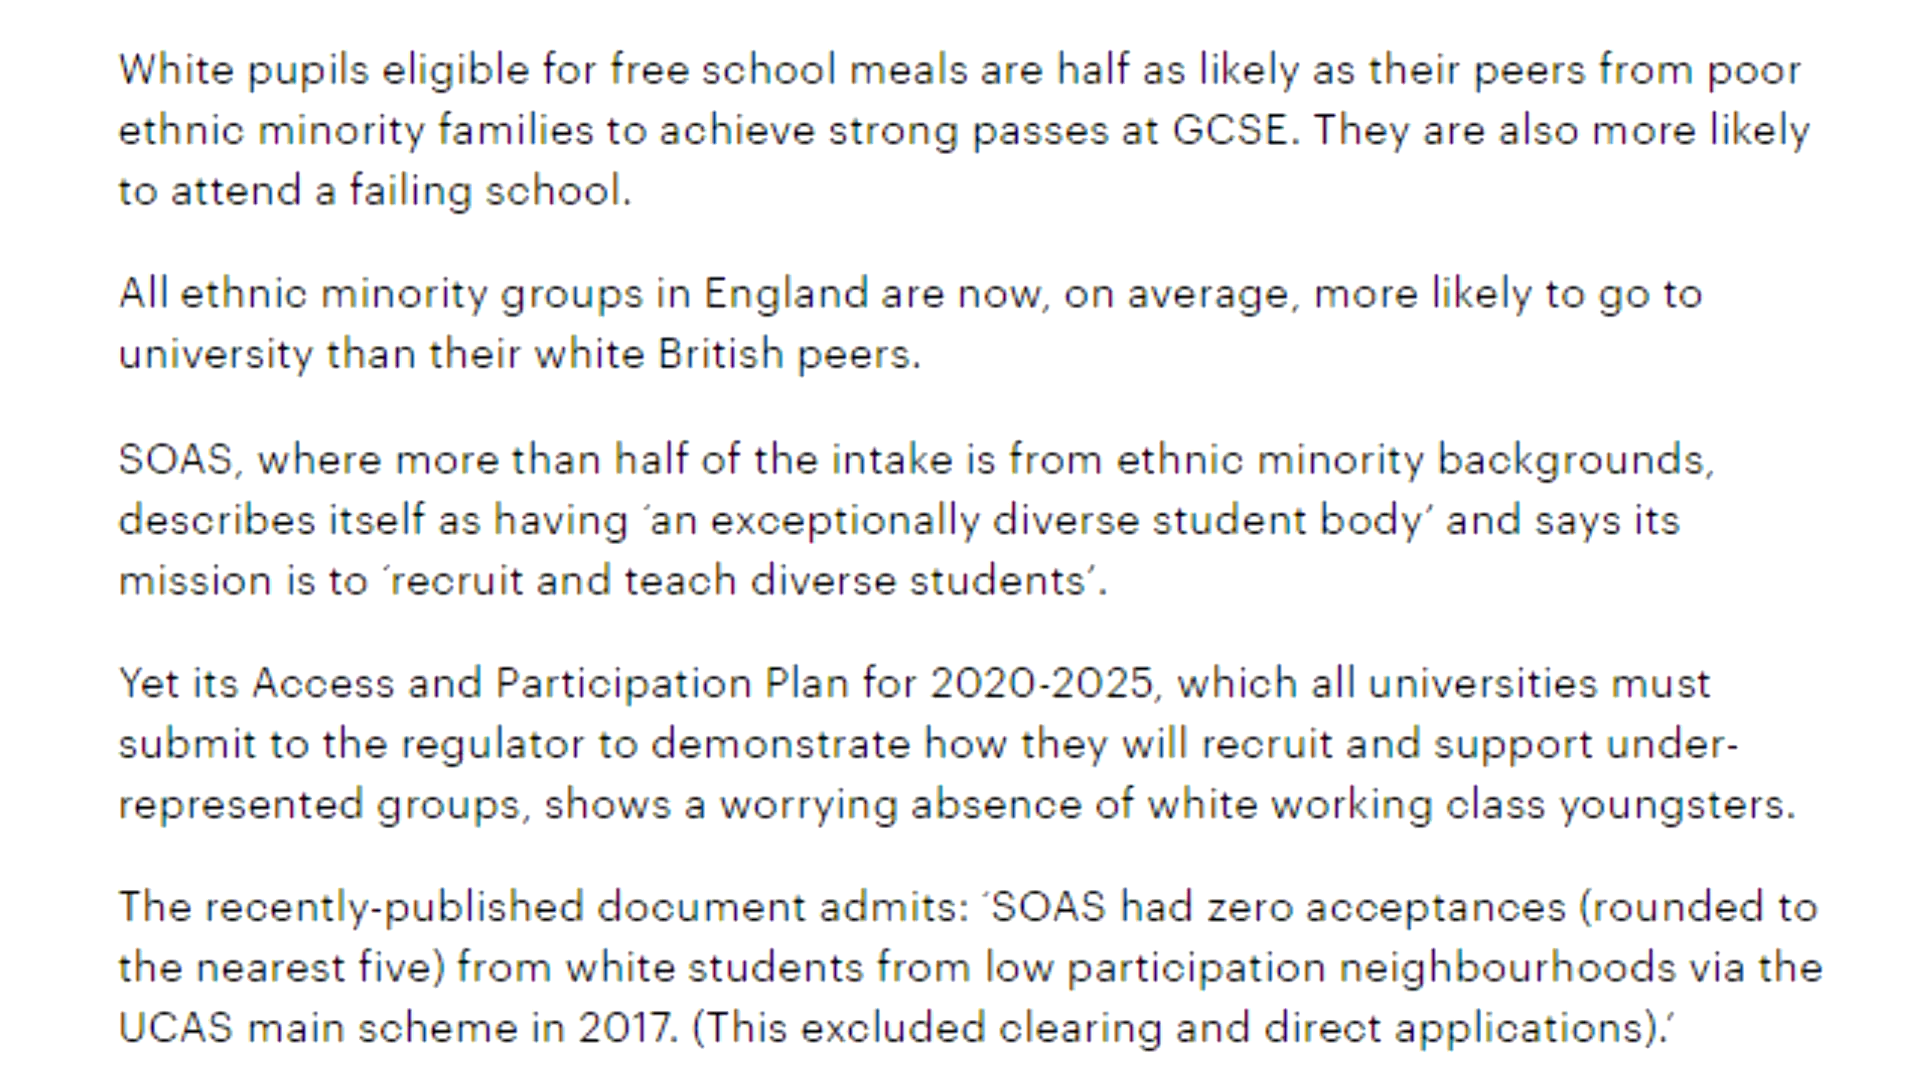 White pupils eligible for free school meals are half as likely as their peers from poor
ethnic minority families to achieve strong passes at GCSE. They are also more likely
to attend a failing school.
All ethnic minority groups in England are now, on average, more likely to go to
university than their white British peers.
SOAS, where more than half of the intake is from ethnic minority backgrounds,
describes itself as having ‘an exceptionally diverse student body’ and says its
mission is to ‘recruit and teach diverse students’.
Yet its Access and Participation Plan for 2020-2025, which all universities must
submit to the regulator to demonstrate how they will recruit and support under-
represented groups, shows a worrying absence of white working class youngsters.
The recently-published document admits: ‘SOAS had zero acceptances (rounded to
the nearest five) from white students from low participation neighbourhoods via the
UCAS main scheme in 2017. (This excluded clearing and direct applications).’